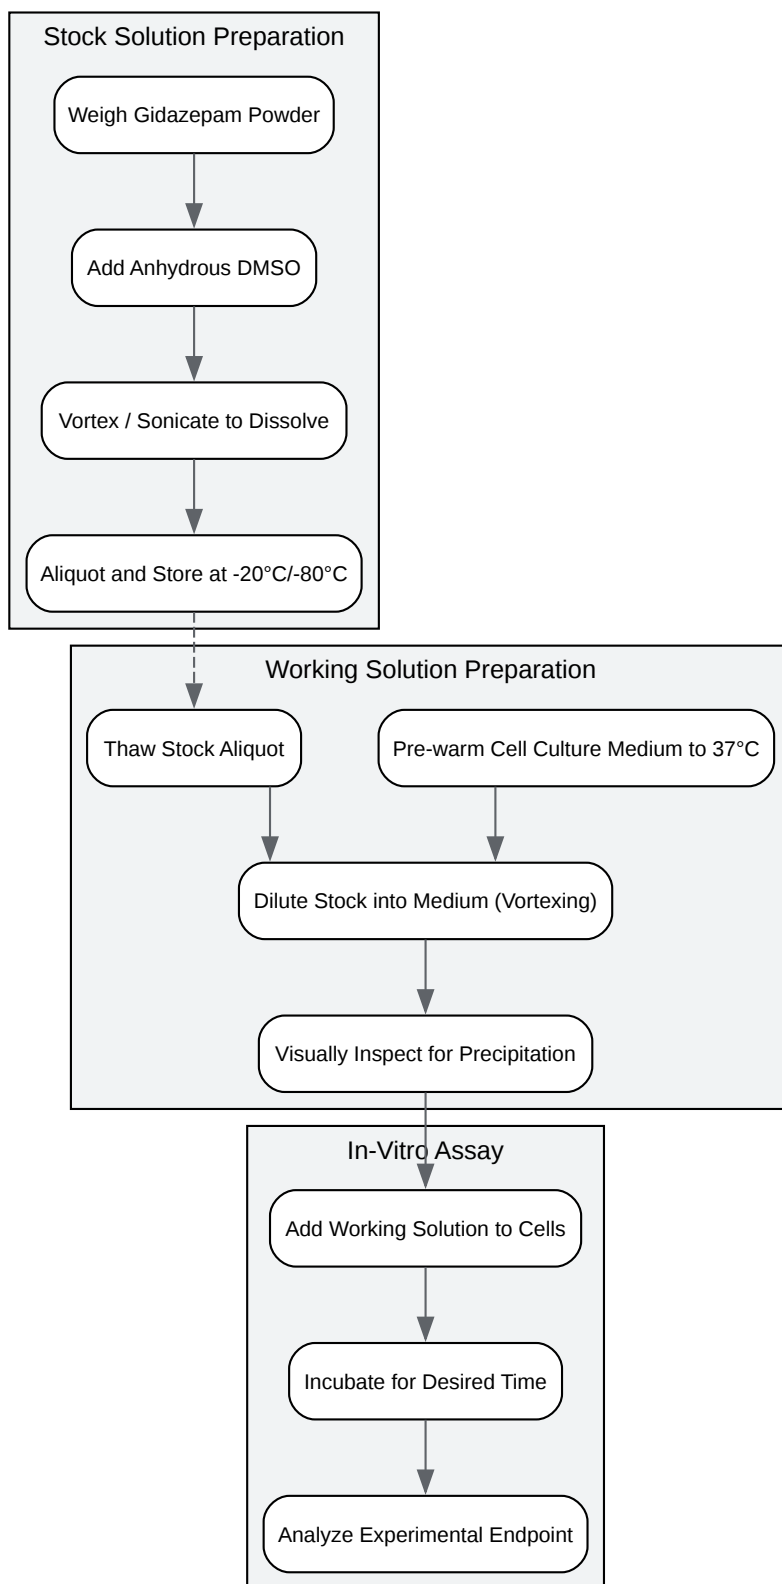 Stock Solution Preparation
Weigh Gidazepam Powder
Add Anhydrous DMSO
Vortex / Sonicate to Dissolve
Aliquot and Store at -20°C/-80°C
Working Solution Preparation
Thaw Stock Aliquot
Pre-warm Cell Culture Medium to 37°C
Dilute Stock into Medium (Vortexing)
Visually Inspect for Precipitation
In-Vitro Assay
Add Working Solution to Cells
Incubate for Desired Time
Analyze Experimental Endpoint